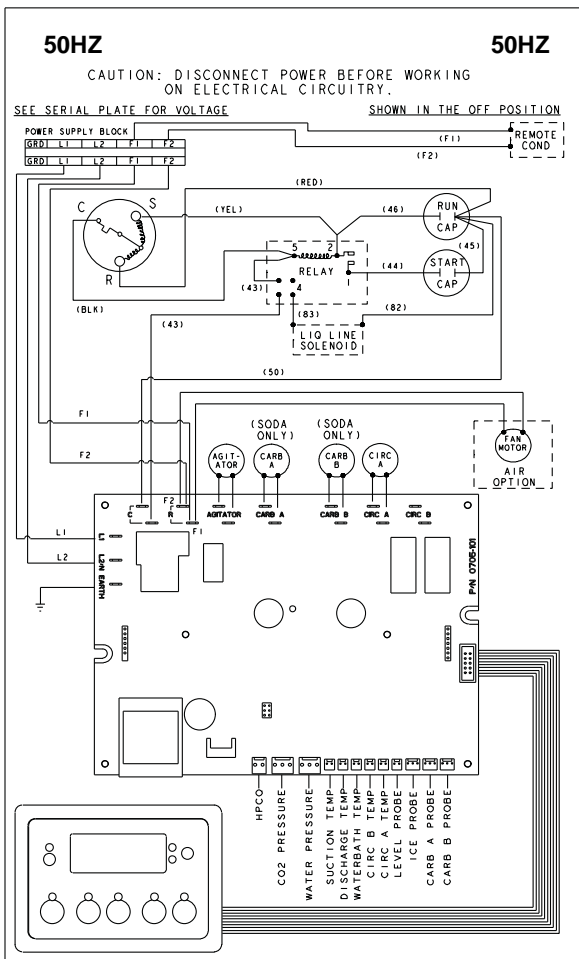 50HZ 50HZ
CAUTION: DISCONNECT POWER BEFORE WORKING
ON ELECTRICAL CIRCUITRY.
SEE SERIAL PLATE FOR VOLTAGE SHOWN IN THE OFF POSITION
POWER SUPPLY BLOCK
GRD L1 L2 F1 F2
GRD L1 L2 F1 F2
(F1)
(F2)
REMOTE
COND
(RED)
C S
R
(YEL)
(46)
RUN
CAP
(45)
START
CAP
(44)
5 2
RELAY
1
4
(43)
(BLK)
(43)
(83)
(82)
LIQ LINE
SOLENOID
(50)
F1
F2
(SODA
ONLY)
(SODA
ONLY)
AGIT-
ATOR
CARB
A
CARB
B
CIRC
A
FAN
MOTOR
AIR
OPTION
F2
C R AGITATOR CARB A CARB B CIRC A CIRC B
F1
L1
L2
L1
L2/N
EARTH
P/N 0705-101
HPCO
CO2 PRESSURE
WATER PRESSURE
SUCTION TEMP
DISCHARGE TEMP
WATERBATH TEMP
CIRC B TEMP
CIRC A TEMP
LEVEL PROBE
ICE PROBE
CARB A PROBE
CARB B PROBE